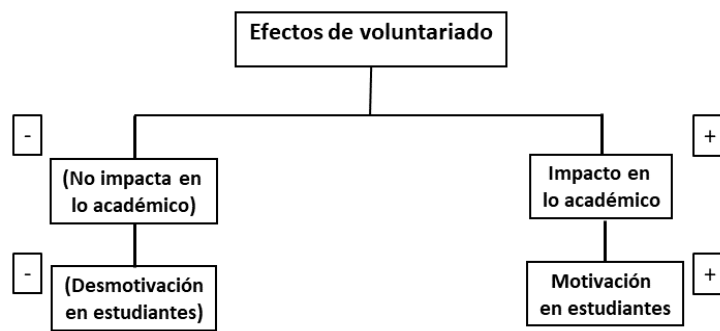 Efectos de voluntariado
-
+
(No impacta en
lo académico)
Impacto en
lo académico
-
+
(Desmotivación
en estudiantes)
Motivación
en estudiantes